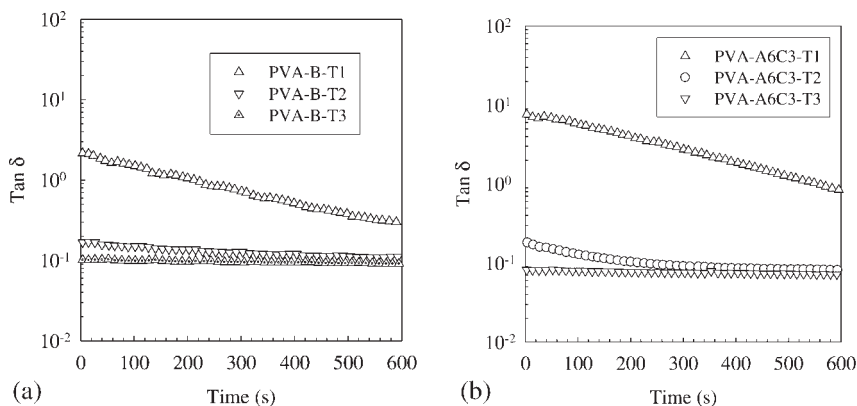 10²
10¹
10⁰
10⁻¹
10⁻²
Tan δ
△ PVA-B-T1
▽ PVA-B-T2
△ PVA-B-T3
0 100 200 300 400 500 600
Time (s)
(a)
10²
10¹
10⁰
10⁻¹
10⁻²
Tan δ
△ PVA-A6C3-T1
○ PVA-A6C3-T2
▽ PVA-A6C3-T3
0 100 200 300 400 500 600
Time (s)
(b)